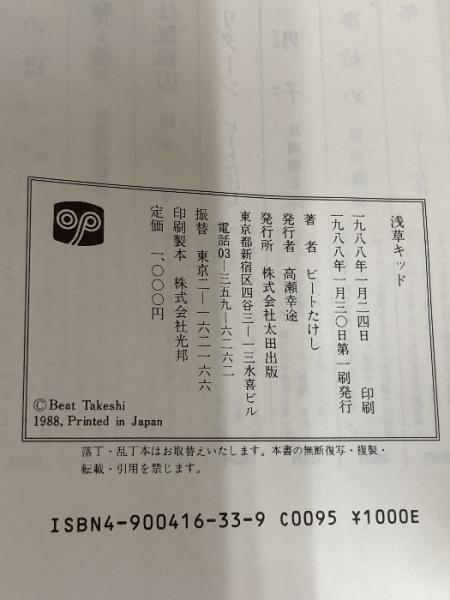 浅草キッド
一九八八年一月二四日 印刷
一九八八年一月三〇日第一刷発行
著者 ビートたけし
発行者 高瀬幸途
発行所 株式会社太田出版
東京都新宿区四谷三―一三水喜ビル
電話03―三五九―六二六二
振替 東京二―一六二一六六
印刷製本 株式会社光邦
定価 一、〇〇〇円
©Beat Takeshi
1988, Printed in Japan
落丁・乱丁本はお取替えいたします。本書の無断復写・複製・
転載・引用を禁じます。
ISBN4-900416-33-9 C0095 ¥1000E